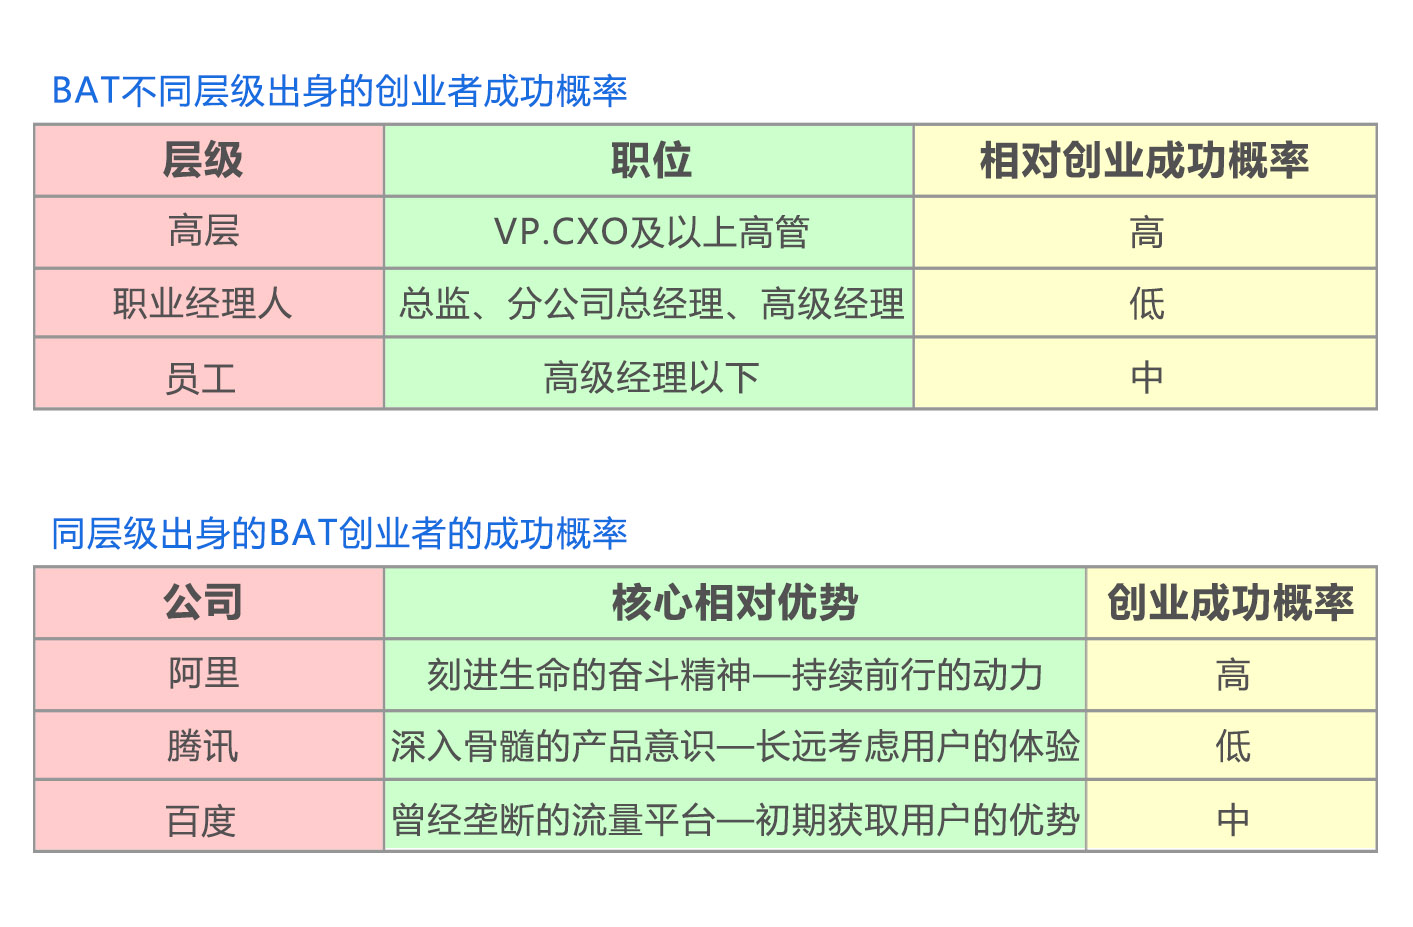 BAT不同层级出身的创业者成功概率
层级 职位 相对创业成功概率
高层 VP.CXO及以上高管 高
职业经理人 总监、分公司总经理、高级经理 低
员工 高级经理以下 中
同层级出身的BAT创业者的成功概率
公司 核心相对优势 创业成功概率
阿里 刻进生命的奋斗精神—持续前行的动力 高
腾讯 深入骨髓的产品意识—长远考虑用户的体验 低
百度 曾经垄断的流量平台—初期获取用户的优势 中